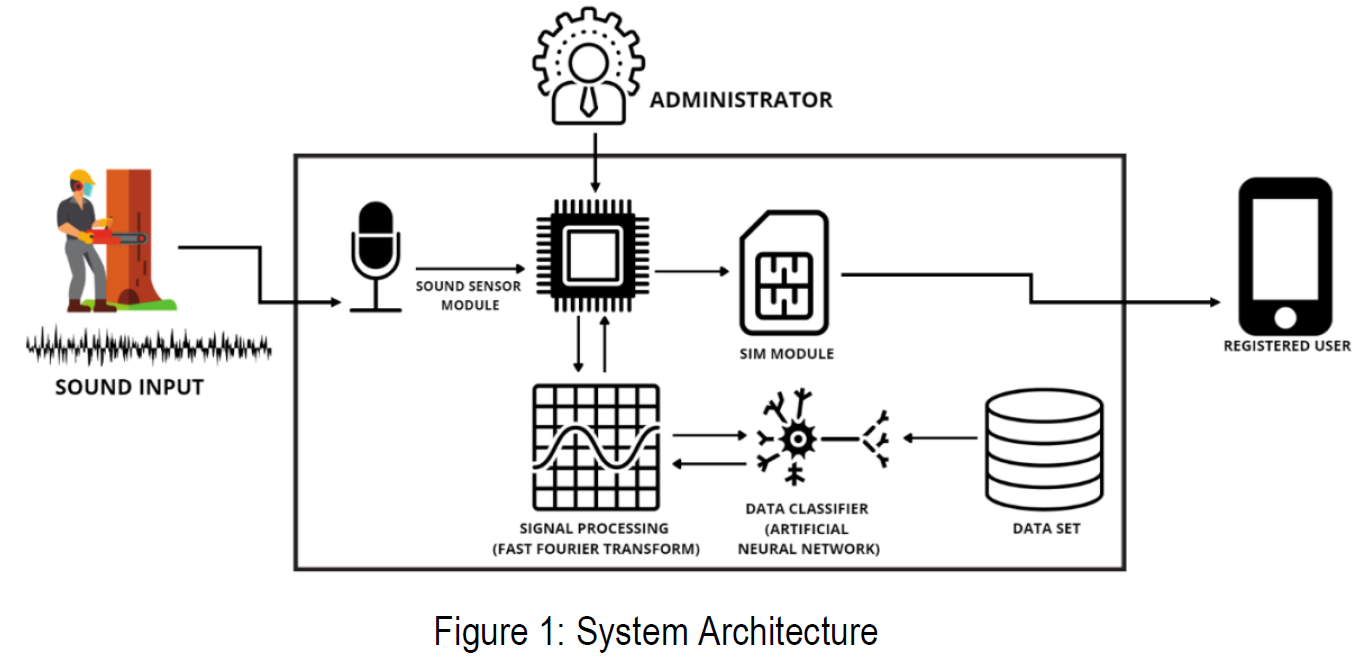 ADMINISTRATOR
SOUND SENSOR
MODULE
SIM MODULE
REGISTERED USER
SOUND INPUT
SIGNAL PROCESSING
(FAST FOURIER TRANSFORM)
DATA CLASSIFIER
(ARTIFICIAL
NEURAL NETWORK)
DATA SET
Figure 1: System Architecture